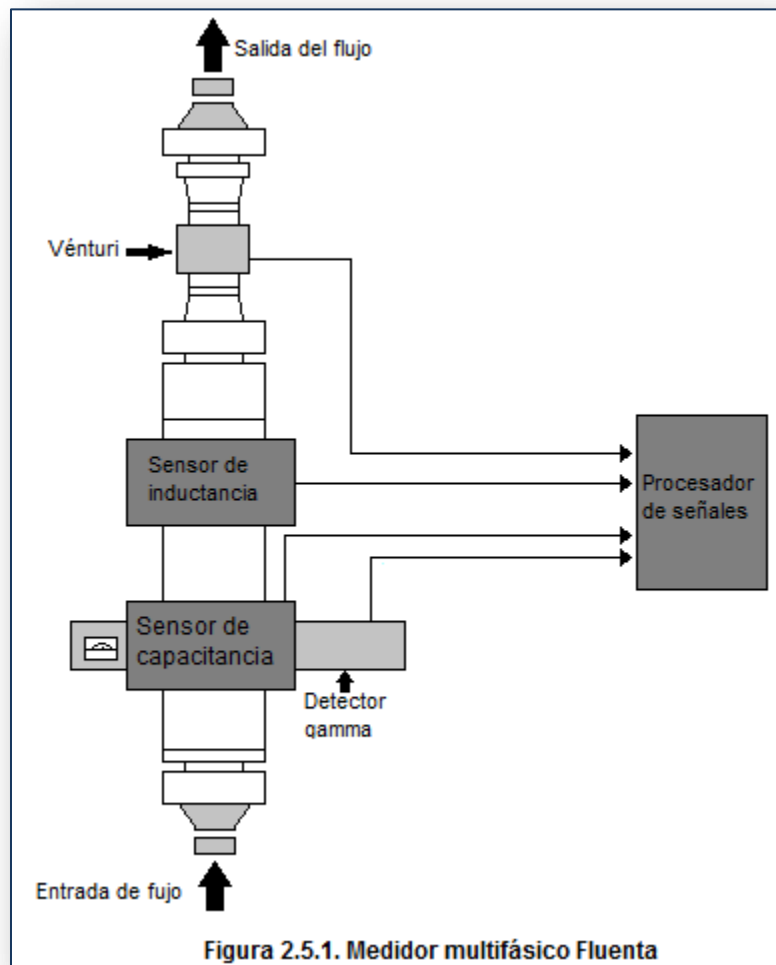 Salida del flujo
Vénturi
Sensor de
inductancia
Procesador
de señales
Sensor de
capacitancia
Detector
gamma
Entrada de fujo
Figura 2.5.1. Medidor multifásico Fluenta